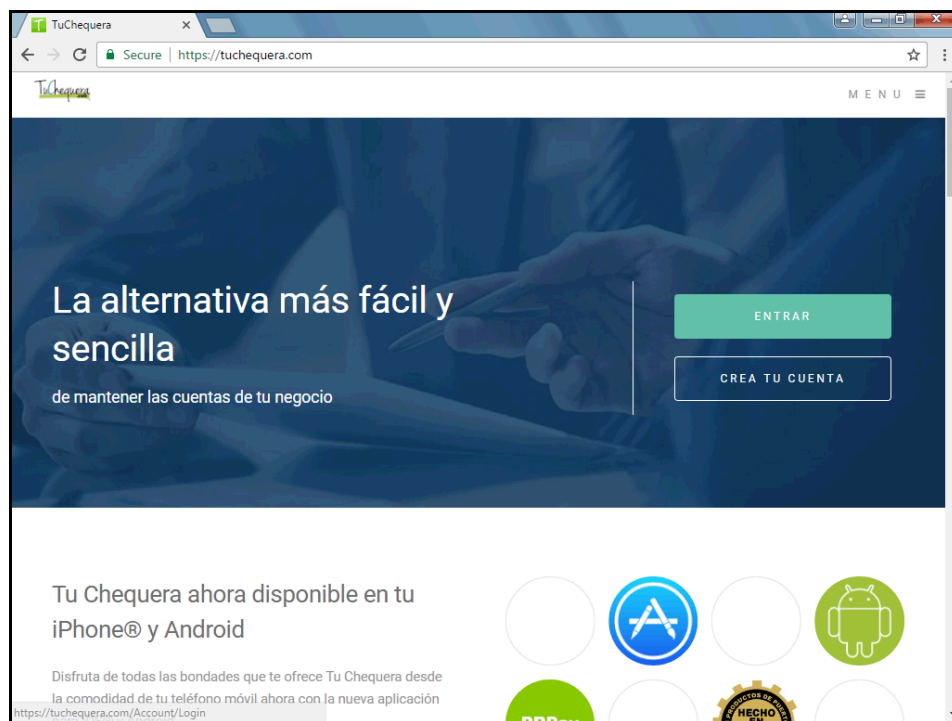 TuChequera
Secure | https://tuchequera.com
TuChequera
MENU
La alternativa más fácil y
sencilla
de mantener las cuentas de tu negocio
ENTRAR
CREA TU CUENTA
Tu Chequera ahora disponible en tu
iPhone® y Android
Disfruta de todas las bondades que te ofrece Tu Chequera desde
la comodidad de tu teléfono móvil ahora con la nueva aplicación
PRODUCTOS DE
HECHO
EN
https://tuchequera.com/Account/Login